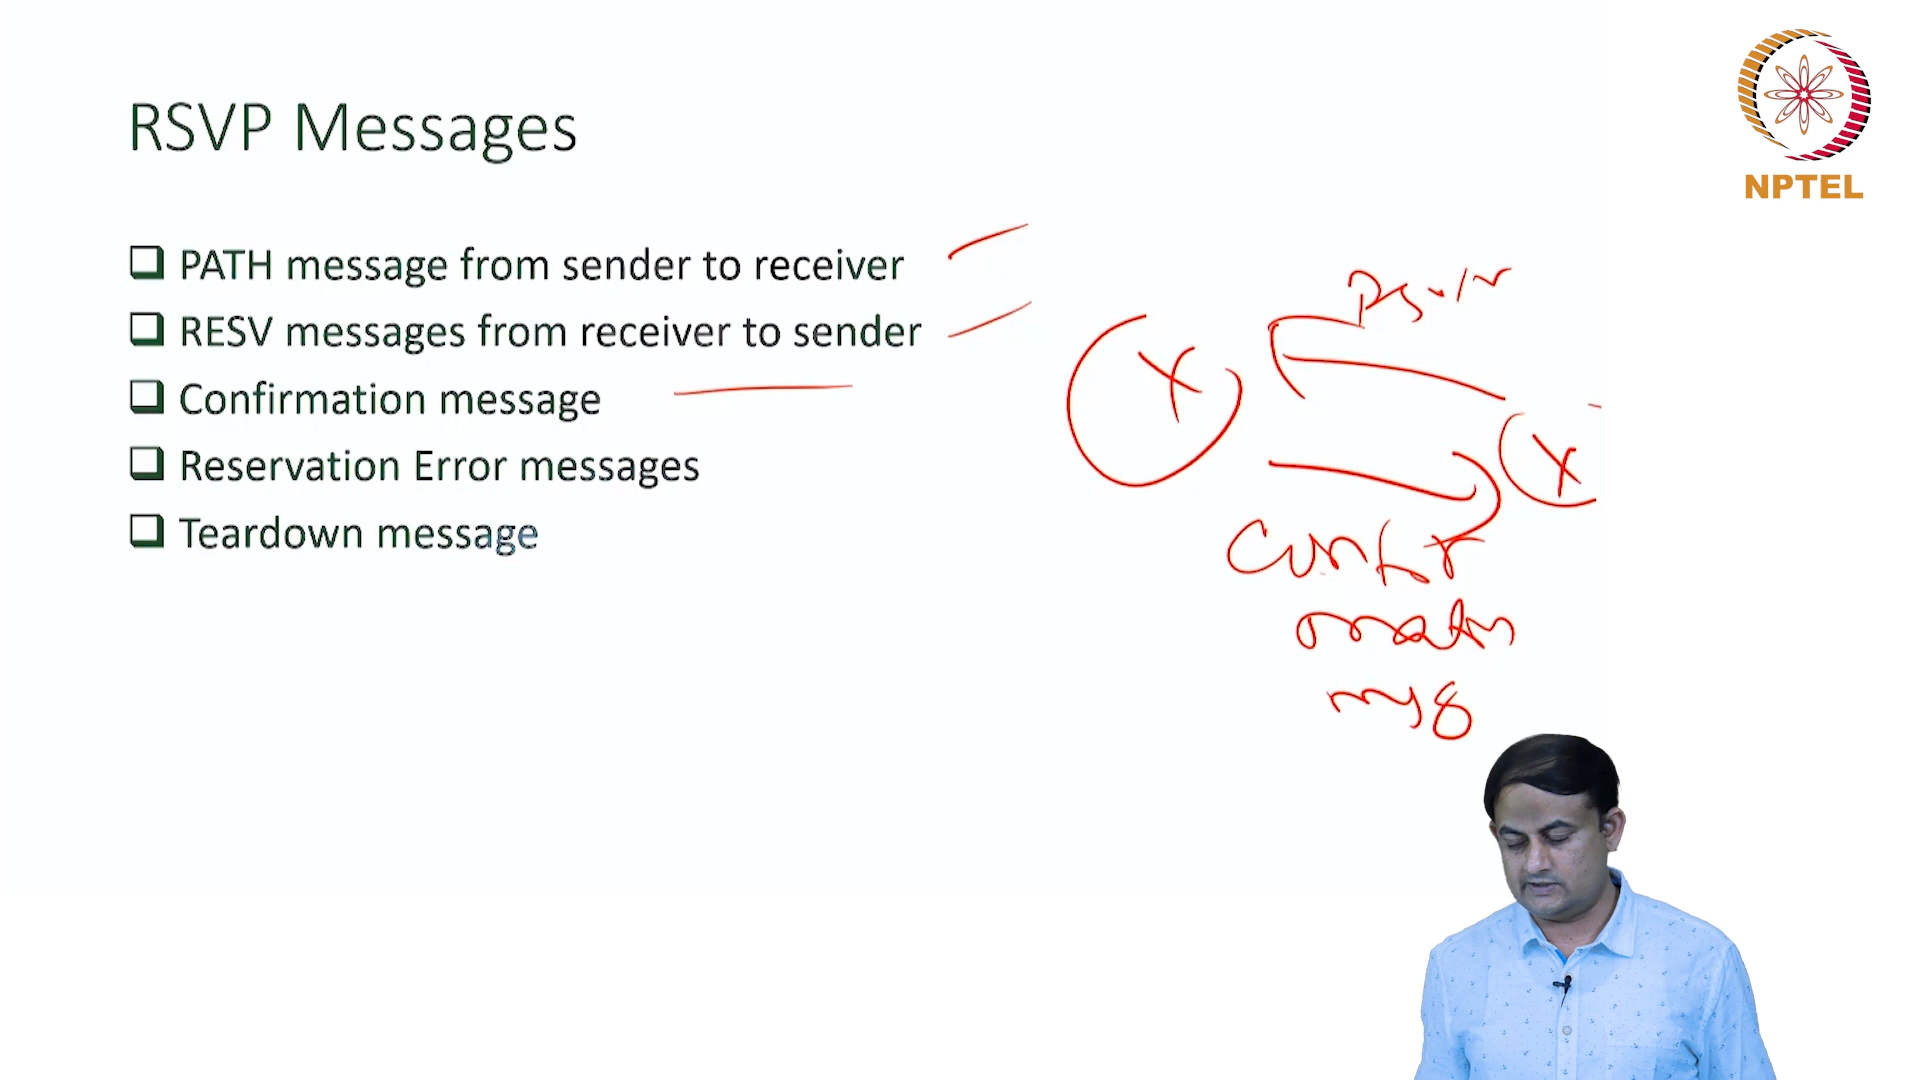 RSVP Messages
NPTEL
PATH message from sender to receiver
RESV messages from receiver to sender
Confirmation message
Reservation Error messages
Teardown message
X
X